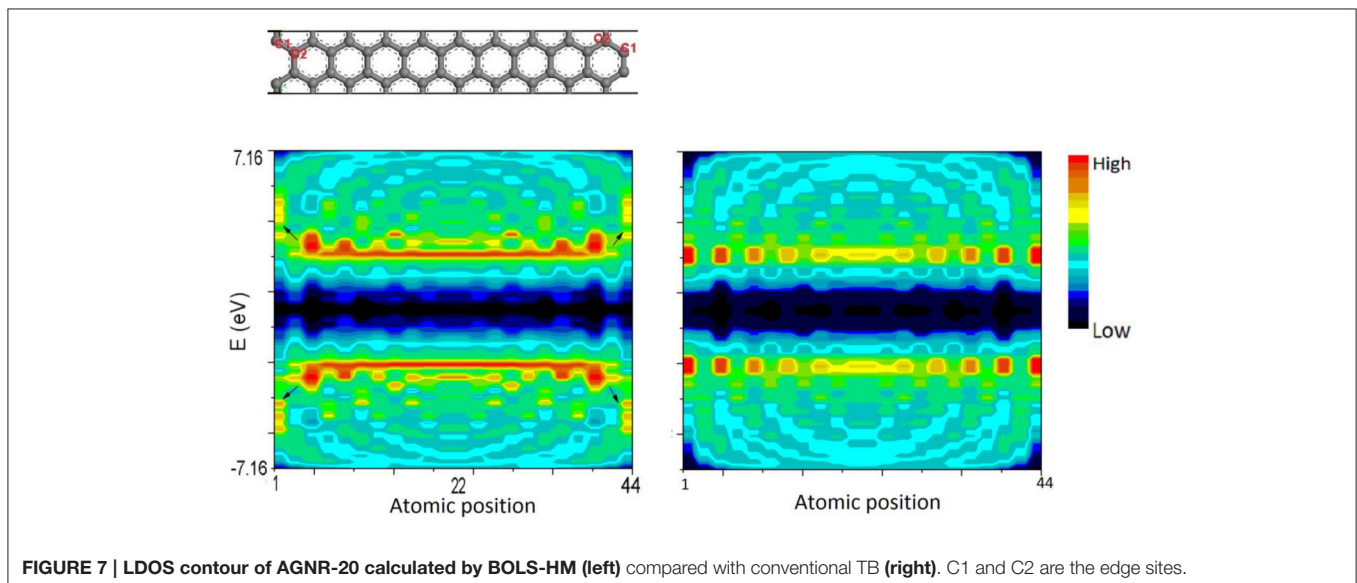 C1
C2
C2
C1
7.16
E (eV)
-7.16
1
22
44
Atomic position
1
44
Atomic position
High
Low
FIGURE 7 | LDOS contour of AGNR-20 calculated by BOLS-HM (left) compared with conventional TB (right). C1 and C2 are the edge sites.